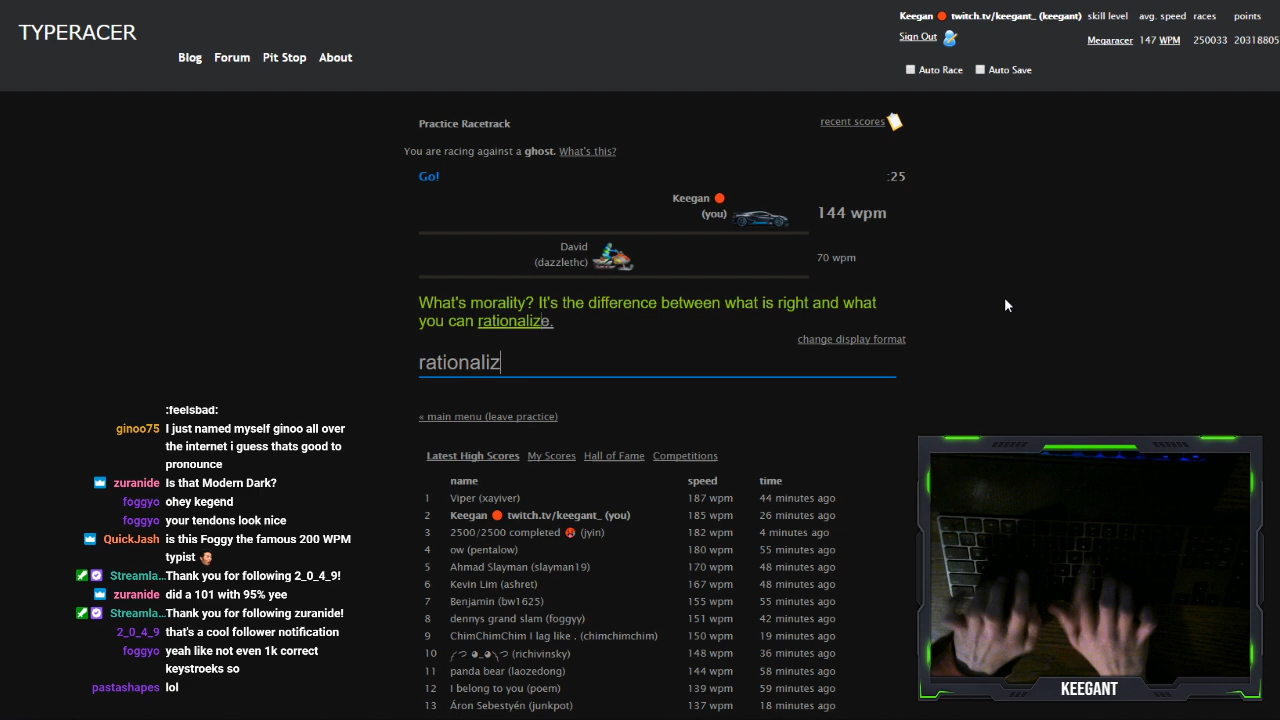 TYPERACER
Blog Forum Pit Stop About
Keegan twitch.tv/keegant_ (keegant) skill level avg. speed races points
Sign Out Megaracer 147 WPM 250033 20318805
Auto Race Auto Save
Practice Racetrack
recent scores
You are racing against a ghost. What's this?
Go!
:25
Keegan
(you)
144 wpm
David
(dazzlethc)
70 wpm
What's morality? It's the difference between what is right and what
you can rationalize.
change display format
rationaliz
« main menu (leave practice)
Latest High Scores My Scores Hall of Fame Competitions
name speed time
1 Viper (xayiver) 187 wpm 44 minutes ago
2 Keegan twitch.tv/keegant_ (you) 185 wpm 26 minutes ago
3 2500/2500 completed (jyin) 182 wpm 4 minutes ago
4 ow (pentalow) 180 wpm 55 minutes ago
5 Ahmad Slayman (slayman19) 170 wpm 48 minutes ago
6 Kevin Lim (ashret) 167 wpm 48 minutes ago
7 Benjamin (bw1625) 155 wpm 55 minutes ago
8 dennys grand slam (foggyy) 151 wpm 42 minutes ago
9 ChimChimChim I lag like . (chimchimchim) 150 wpm 19 minutes ago
10 (richivinsky) 148 wpm 36 minutes ago
11 panda bear (laozedong) 144 wpm 58 minutes ago
12 I belong to you (poem) 139 wpm 59 minutes ago
13 Áron Sebestyén (junkpot) 137 wpm 18 minutes ago
:feelsbad:
ginoo75 I just named myself ginoo all over
the internet i guess thats good to
pronounce
zuranide Is that Modern Dark?
foggyo ohey kegend
foggyo your tendons look nice
QuickJash is this Foggy the famous 200 WPM
typist
Streamla... Thank you for following 2_0_4_9!
zuranide did a 101 with 95% yee
Streamla... Thank you for following zuranide!
2_0_4_9 that's a cool follower notification
foggyo yeah like not even 1k correct
keystroeks so
pastashapes lol
KEEGANT